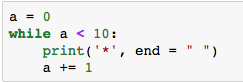 a = 0
while a < 10:
    print('*', end = " ")
    a += 1